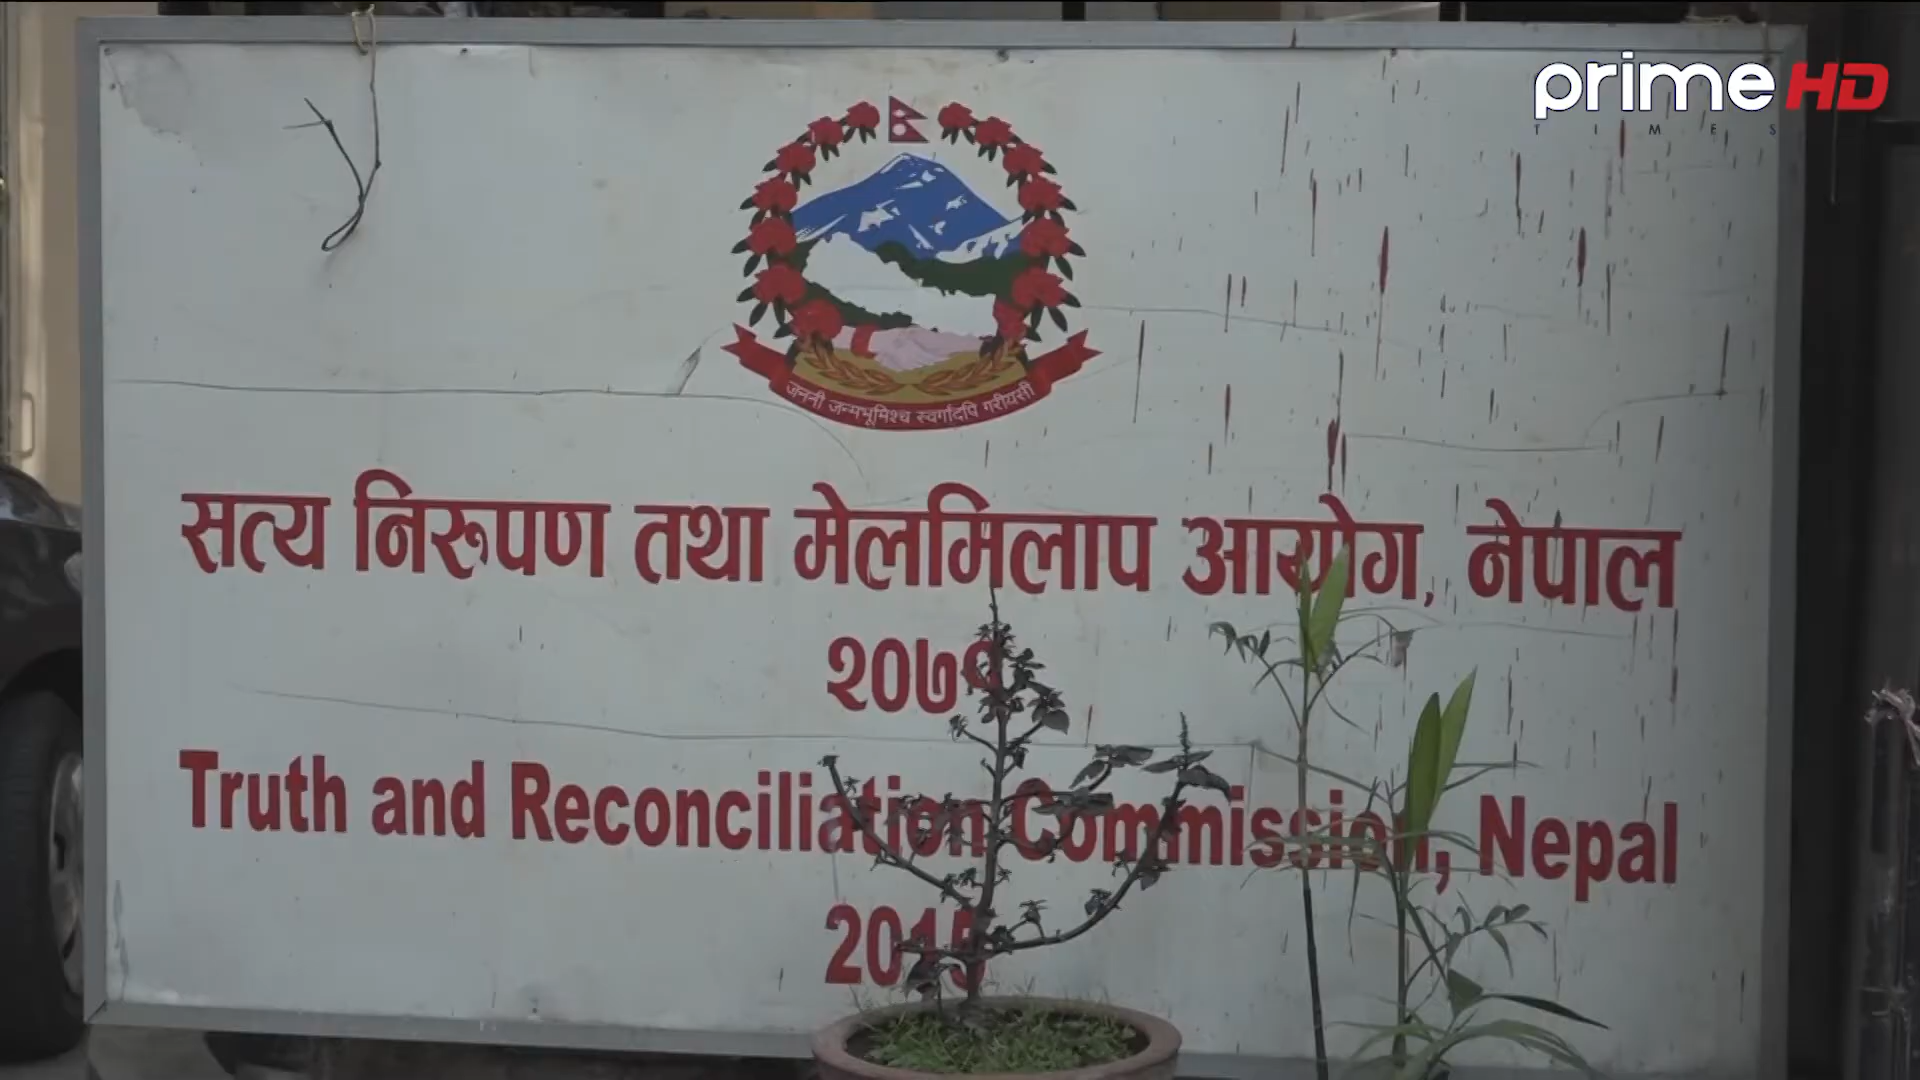 prime HD
TIMES
जननी जन्मभूमिश्च स्वर्गादपि गरीयसी
सत्य निरुपण तथा मेलमिलाप आयोग, नेपाल
२०७१
Truth and Reconciliation Commission, Nepal
2015